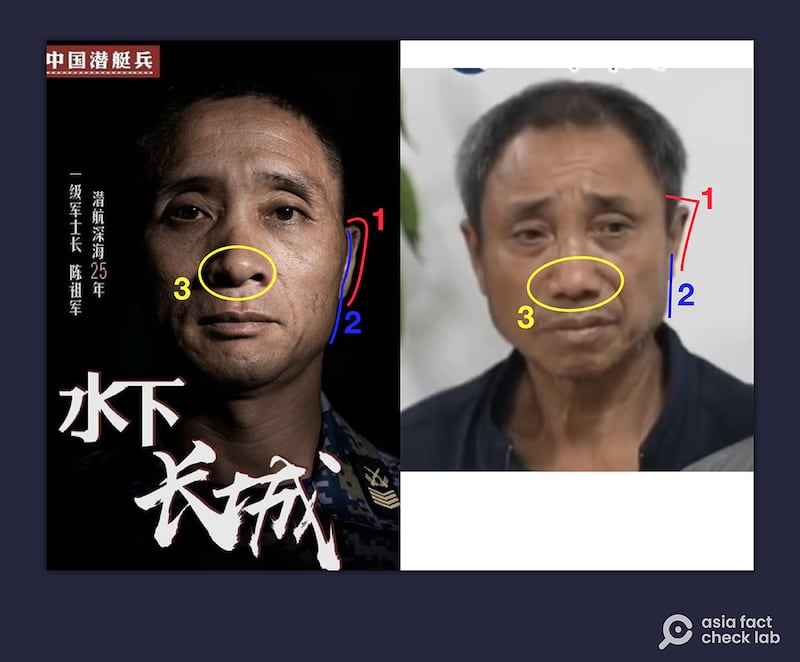 中国潜艇兵
潜航深海25年
一级军士长 陈祖军
水下
长城
1
2
3
1
2
3
asia fact
check lab